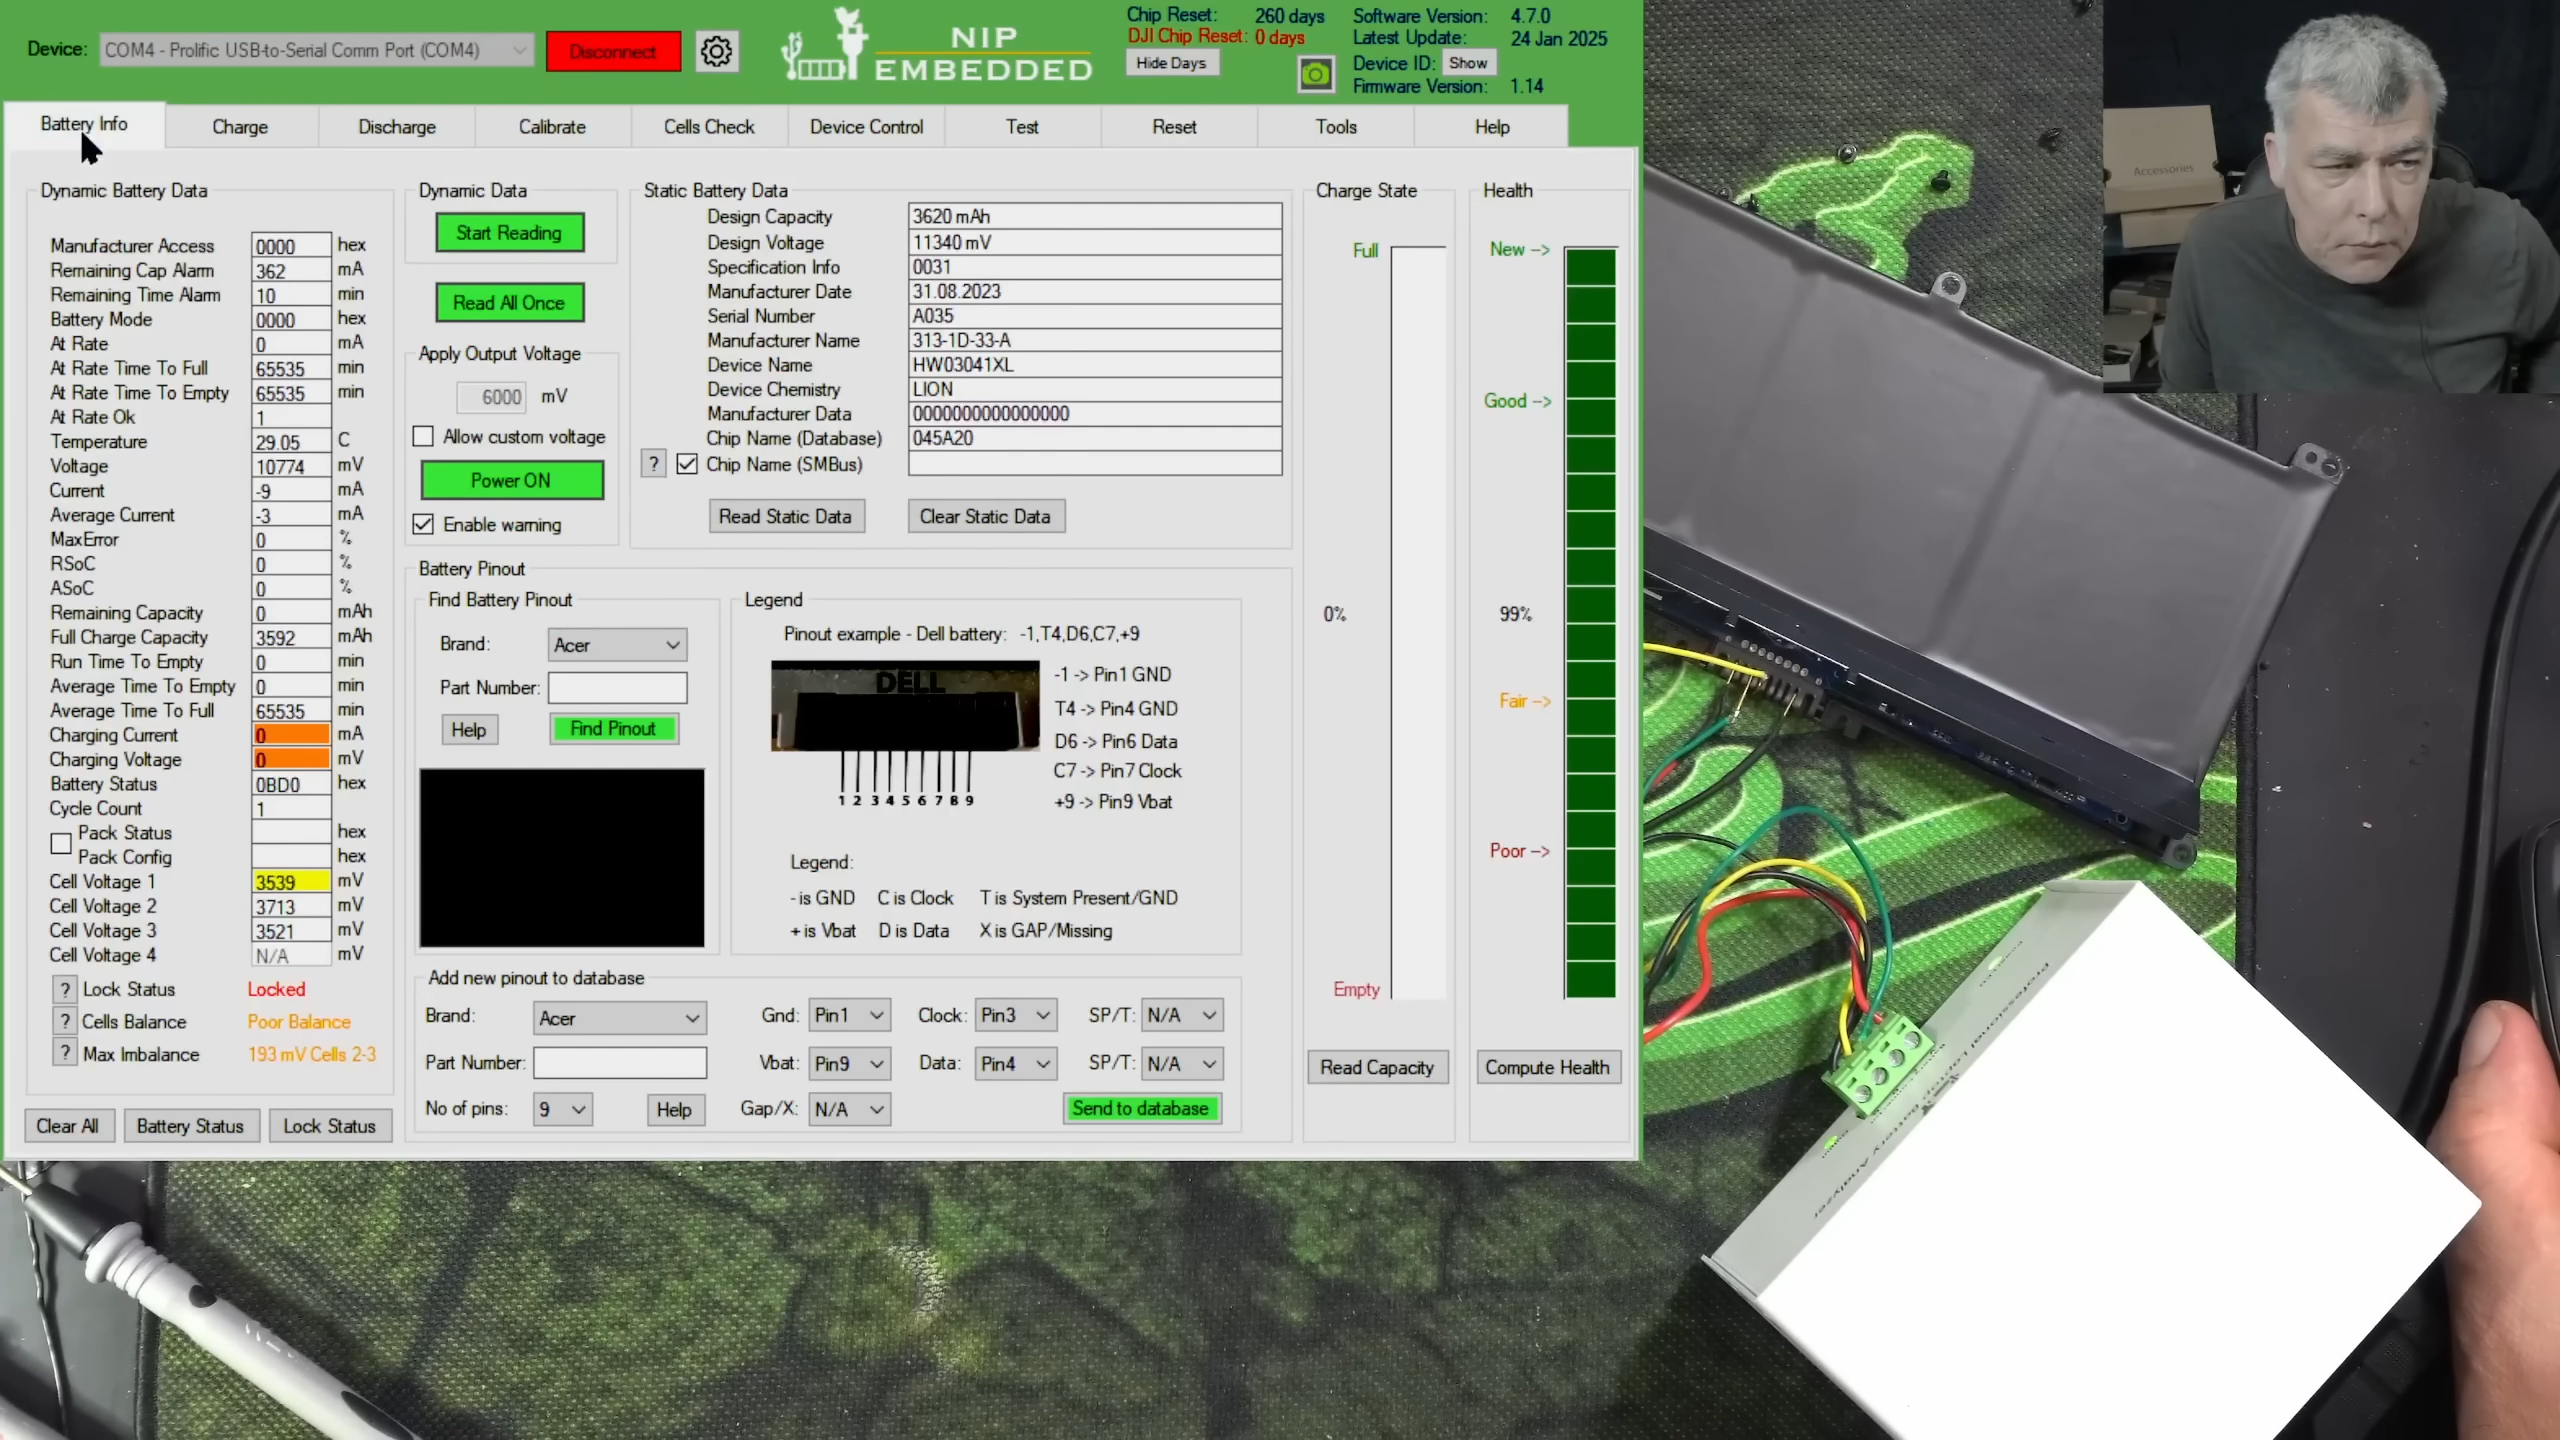 Device: COM4 - Prolific USB-to-Serial Comm Port (COM4) Disconnect
NIP
EMBEDDED
Chip Reset: 260 days
DJI Chip Reset: 0 days
Hide Days
Software Version: 4.7.0
Latest Update: 24 Jan 2025
Device ID: Show
Firmware Version: 1.14
Battery Info Charge Discharge Calibrate Cells Check Device Control Test Reset Tools Help
Dynamic Battery Data
Manufacturer Access 0000 hex
Remaining Cap Alarm 362 mA
Remaining Time Alarm 10 min
Battery Mode 0000 hex
At Rate 0 mA
At Rate Time To Full 65535 min
At Rate Time To Empty 65535 min
At Rate Ok 1
Temperature 29.05 C
Voltage 10774 mV
Current -9 mA
Average Current -3 mA
MaxError 0 %
RSoC 0 %
ASoC 0 %
Remaining Capacity 0 mAh
Full Charge Capacity 3592 mAh
Run Time To Empty 0 min
Average Time To Empty 0 min
Average Time To Full 65535 min
Charging Current 0 mA
Charging Voltage 0 mV
Battery Status 0BD0 hex
Cycle Count 1
Pack Status hex
Pack Config hex
Cell Voltage 1 3539 mV
Cell Voltage 2 3713 mV
Cell Voltage 3 3521 mV
Cell Voltage 4 N/A mV
? Lock Status Locked
? Cells Balance Poor Balance
? Max Imbalance 193 mV Cells 2-3
Clear All Battery Status Lock Status
Dynamic Data
Start Reading
Read All Once
Apply Output Voltage
6000 mV
Allow custom voltage
Power ON
Enable warning
Static Battery Data
Design Capacity 3620 mAh
Design Voltage 11340 mV
Specification Info 0031
Manufacturer Date 31.08.2023
Serial Number A035
Manufacturer Name 313-1D-33-A
Device Name HW03041XL
Device Chemistry LION
Manufacturer Data 0000000000000000
Chip Name (Database) 045A20
? Chip Name (SMBus)
Read Static Data Clear Static Data
Battery Pinout
Find Battery Pinout
Brand: Acer
Part Number:
Help Find Pinout
Legend
Pinout example - Dell battery: -1,T4,D6,C7,+9
DELL
1 2 3 4 5 6 7 8 9
-1 -> Pin1 GND
T4 -> Pin4 GND
D6 -> Pin6 Data
C7 -> Pin7 Clock
+9 -> Pin9 Vbat
Legend:
- is GND C is Clock T is System Present/GND
+ is Vbat D is Data X is GAP/Missing
Add new pinout to database
Brand: Acer Gnd: Pin1 Clock: Pin3 SP/T: N/A
Part Number: Vbat: Pin9 Data: Pin4 SP/T: N/A
No of pins: 9 Help Gap/X: N/A Send to database
Charge State
Full
0%
Empty
Read Capacity
Health
New -->
Good -->
99%
Fair -->
Poor -->
Compute Health
Accessories
Professional Laptop Battery Analyzer